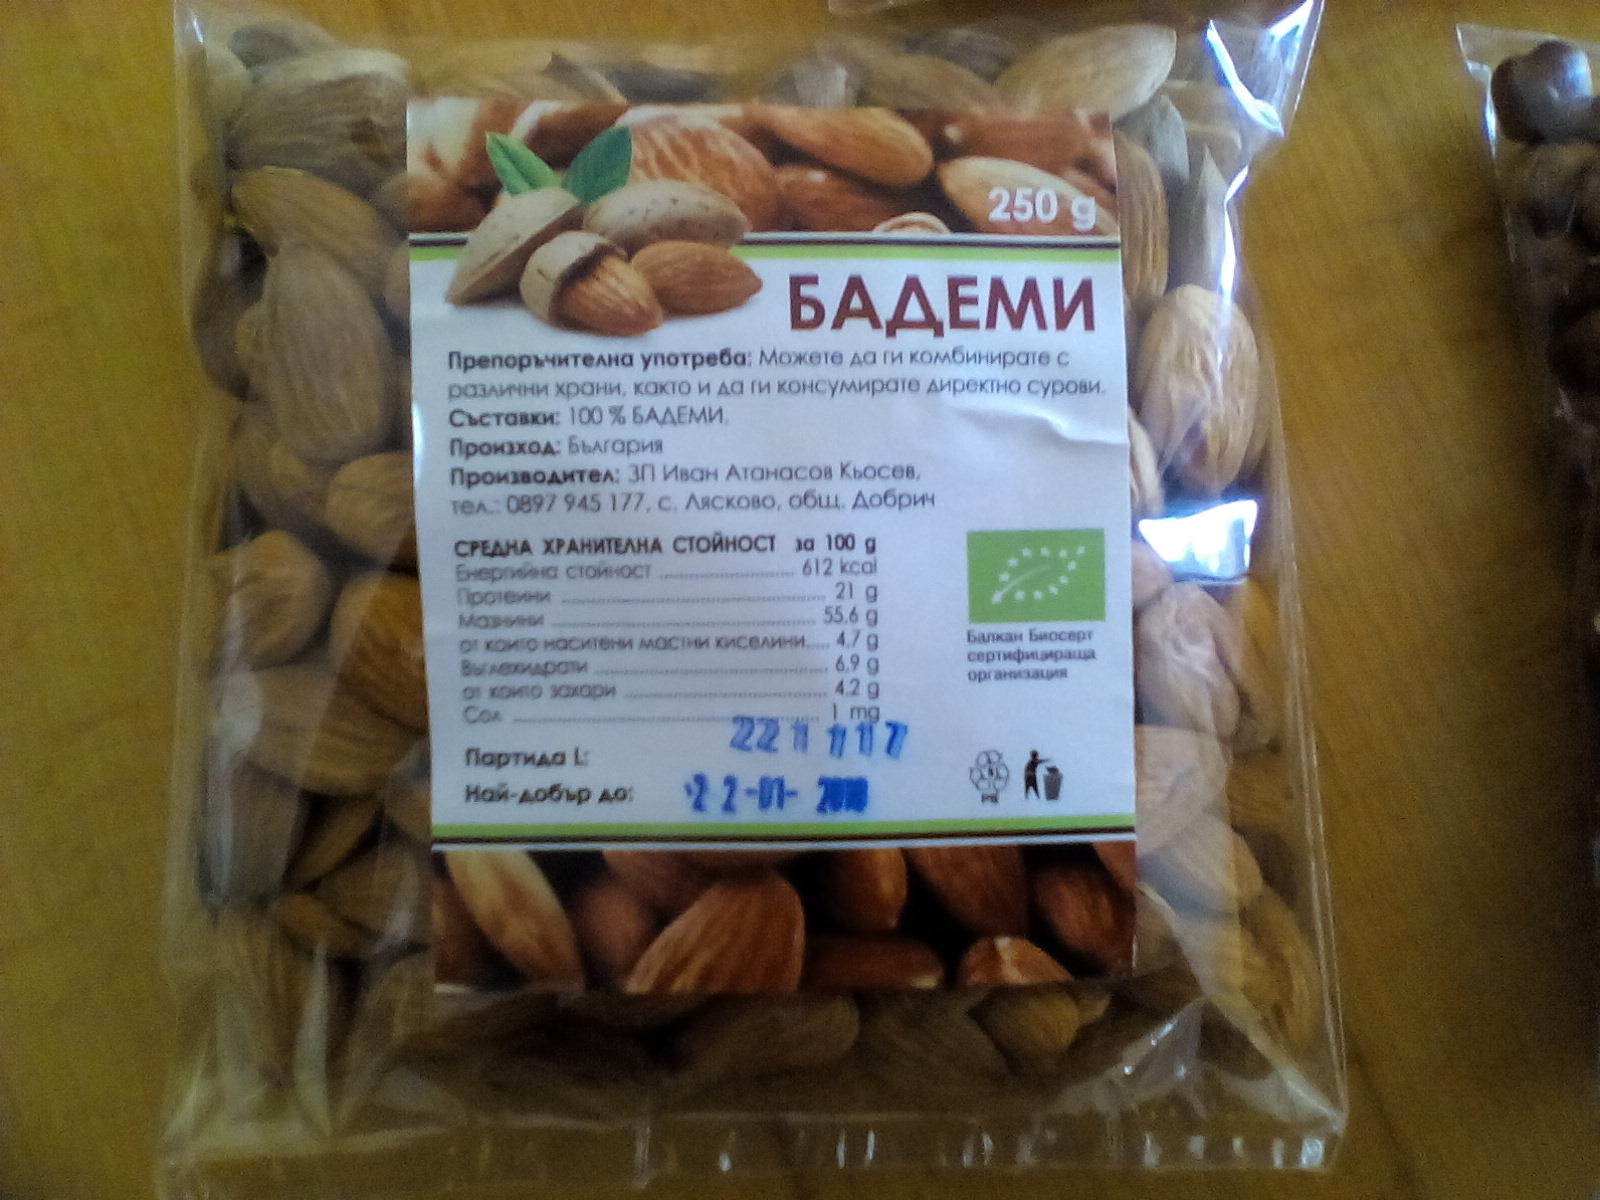 250 g
БАДЕМИ
Препоръчителна употреба: Можете да ги комбинирате с
различни храни, както и да ги консумирате директно сурови.
Съставки: 100 % БАДЕМИ.
Произход: България
Производител: ЗП Иван Атанасов Кьосев,
тел.: 0897 945 177, с. Лясково, общ. Добрич
СРЕДНА ХРАНИТЕЛНА СТОЙНОСТ за 100 g
Енергийна стойност ........................ 612 kcal
Протеини ................................................ 21 g
Мазнини ................................................ 55,6 g
от които наситени мастни киселини..... 4,7 g
Въглехидрати ........................................ 6,9 g
от които захари .................................... 4,2 g
Сол ........................................................ 1 mg
Балкан Биосерт
сертифицираща
организация
Партида L:
Най-добър до: 22-01-